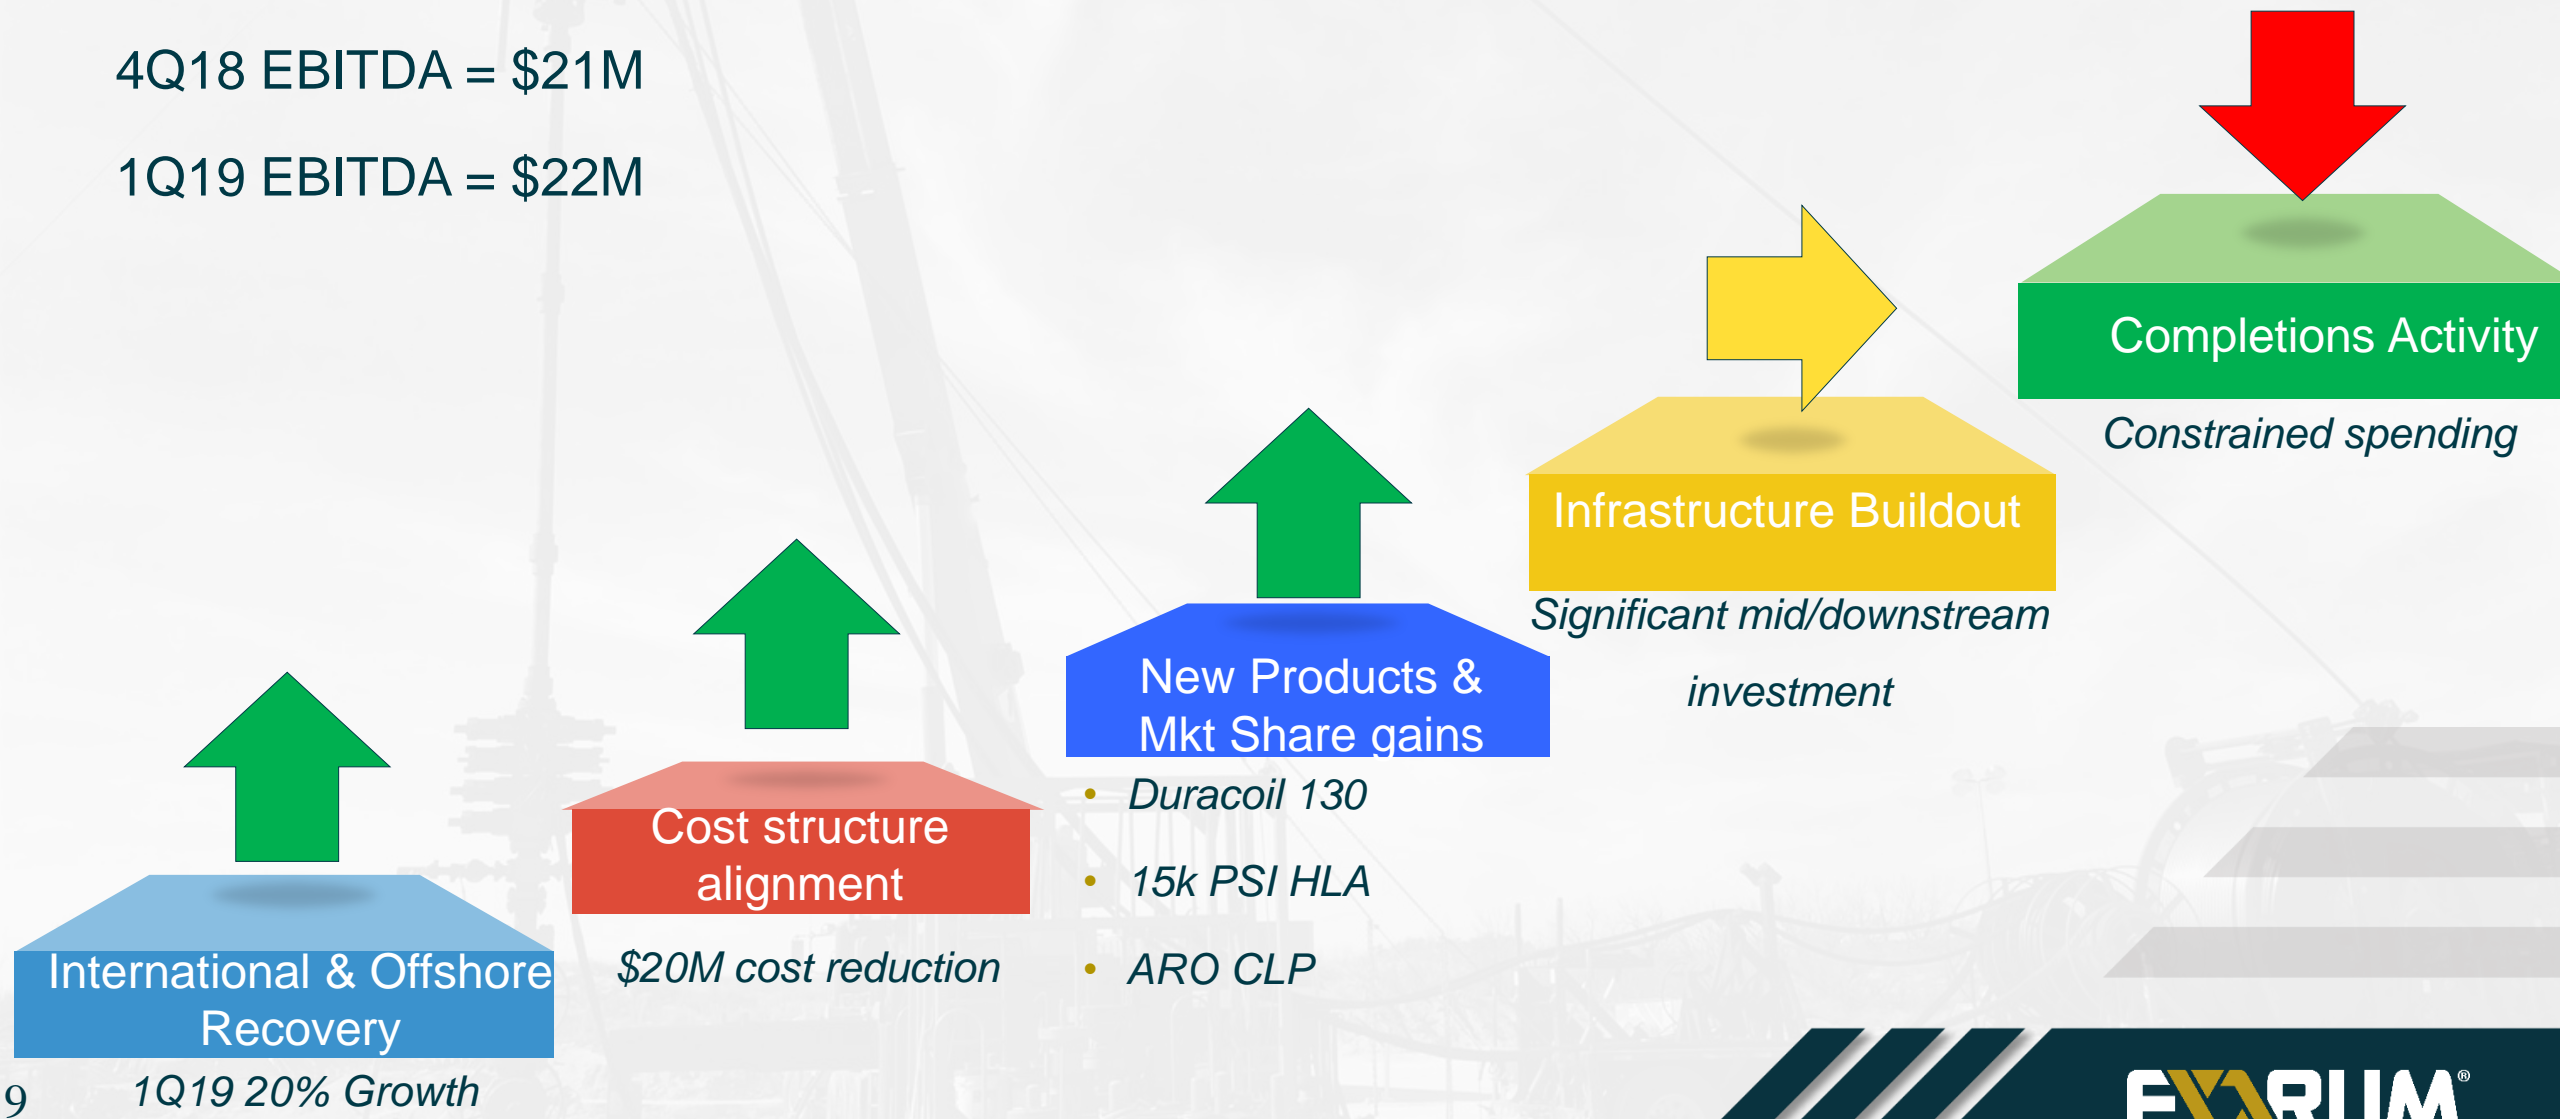 4Q18 EBITDA = $21M
1Q19 EBITDA = $22M
Completions Activity
Constrained spending
Infrastructure Buildout
Significant mid/downstream
investment
New Products &
Mkt Share gains
• Duracoil 130
• 15k PSI HLA
• ARO CLP
Cost structure
alignment
$20M cost reduction
International & Offshore
Recovery
1Q19 20% Growth
9
FORUM®